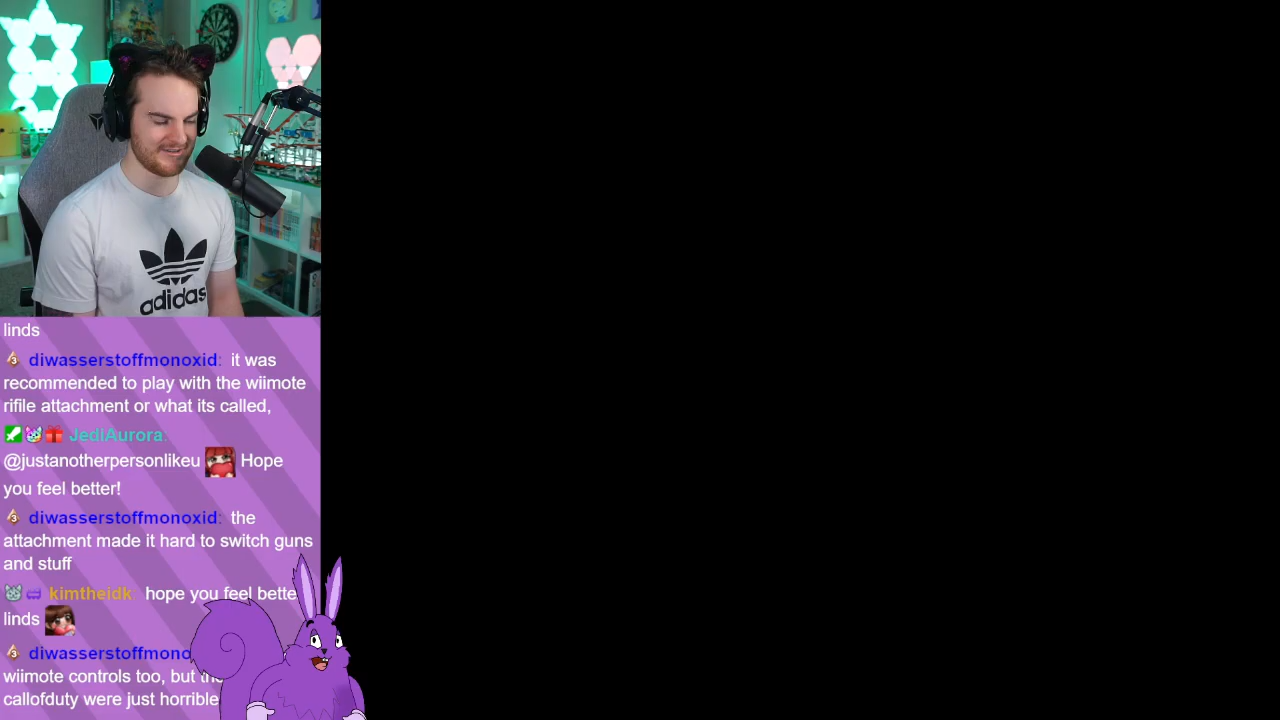 adidas
linds
diwasserstoffmonoxid: it was
recommended to play with the wiimote
rifile attachment or what its called,
JediAurora:
@justanotherpersonlikeu Hope
you feel better!
diwasserstoffmonoxid: the
attachment made it hard to switch guns
and stuff
kimtheidk: hope you feel bette
linds
diwasserstoffmono
wiimote controls too, but
callofduty were just horrible